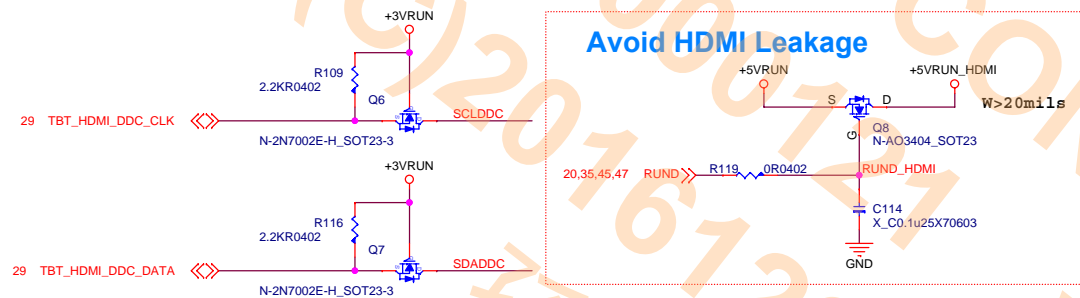 +3VRUN
R109
2.2KR0402
Q6
29 TBT_HDMI_DDC_CLK
SCLDDC
N-2N7002E-H_SOT23-3
+3VRUN
R116
2.2KR0402
Q7
29 TBT_HDMI_DDC_DATA
SDADDC
N-2N7002E-H_SOT23-3
Avoid HDMI Leakage
+5VRUN
+5VRUN_HDMI
S
D
W>20mils
G
Q8
N-AO3404_SOT23
20,35,45,47 RUND
R119
0R0402
RUND_HDMI
C114
X_C0.1u25X70603
GND